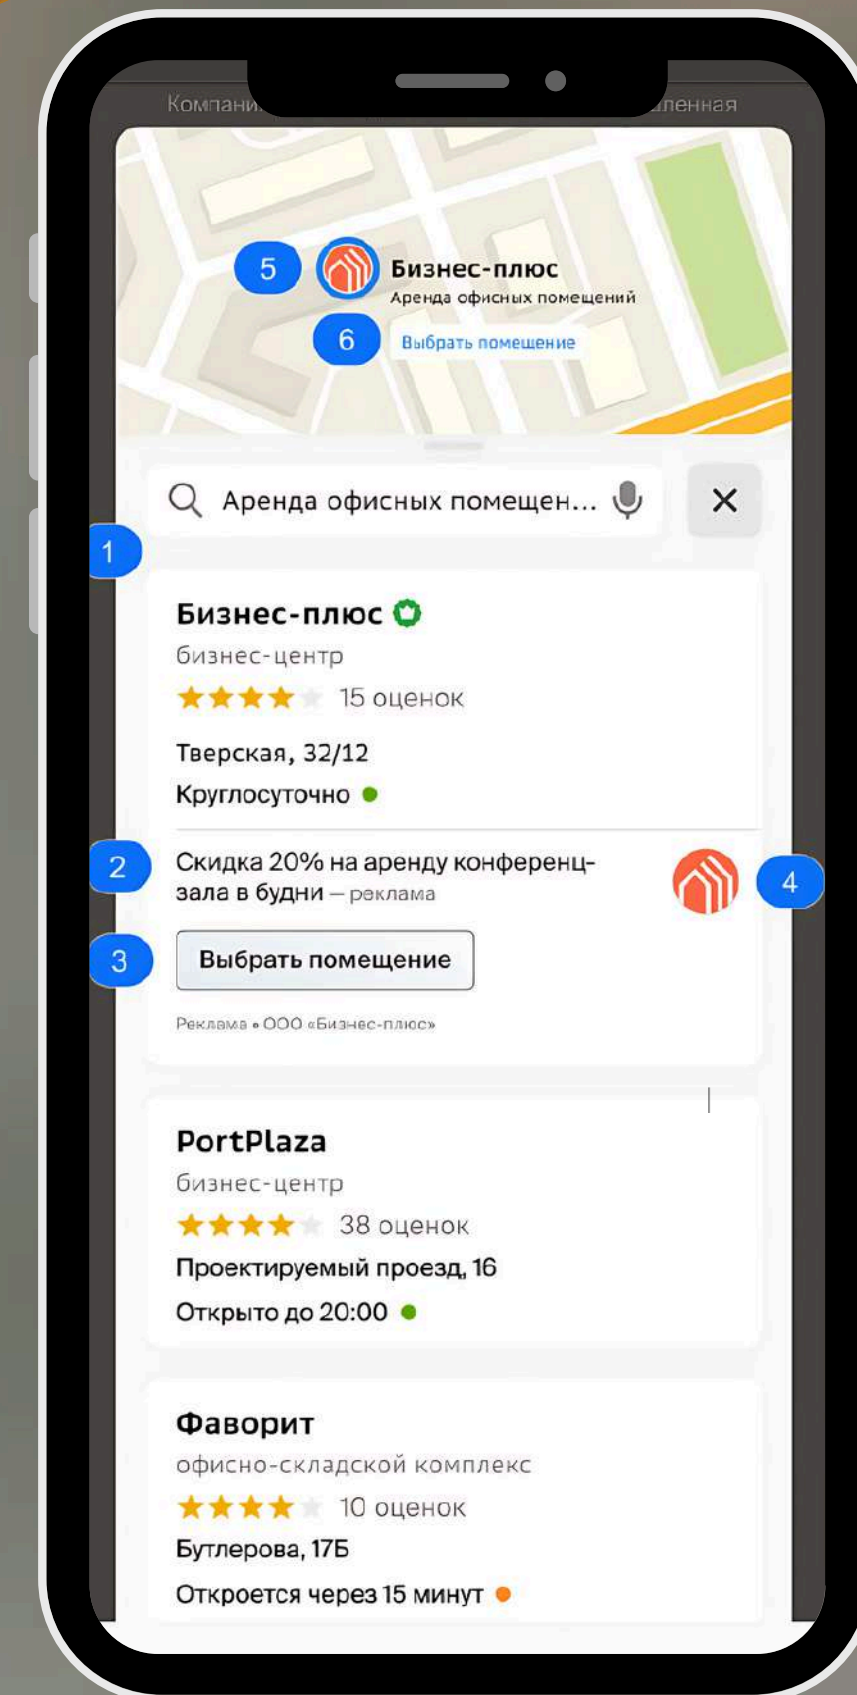 5
Бизнес-плюс
Аренда офисных помещений
6
Выбрать помещение
Аренда офисных помещен...
1
Бизнес-плюс
бизнес-центр
15 оценок
Тверская, 32/12
Круглосуточно
2
Скидка 20% на аренду конференц-
зала в будни – реклама
4
3
Выбрать помещение
Реклама • ООО «Бизнес-плюс»
PortPlaza
бизнес-центр
38 оценок
Проектируемый проезд, 16
Открыто до 20:00
Фаворит
офисно-складской комплекс
10 оценок
Бутлерова, 17Б
Откроется через 15 минут